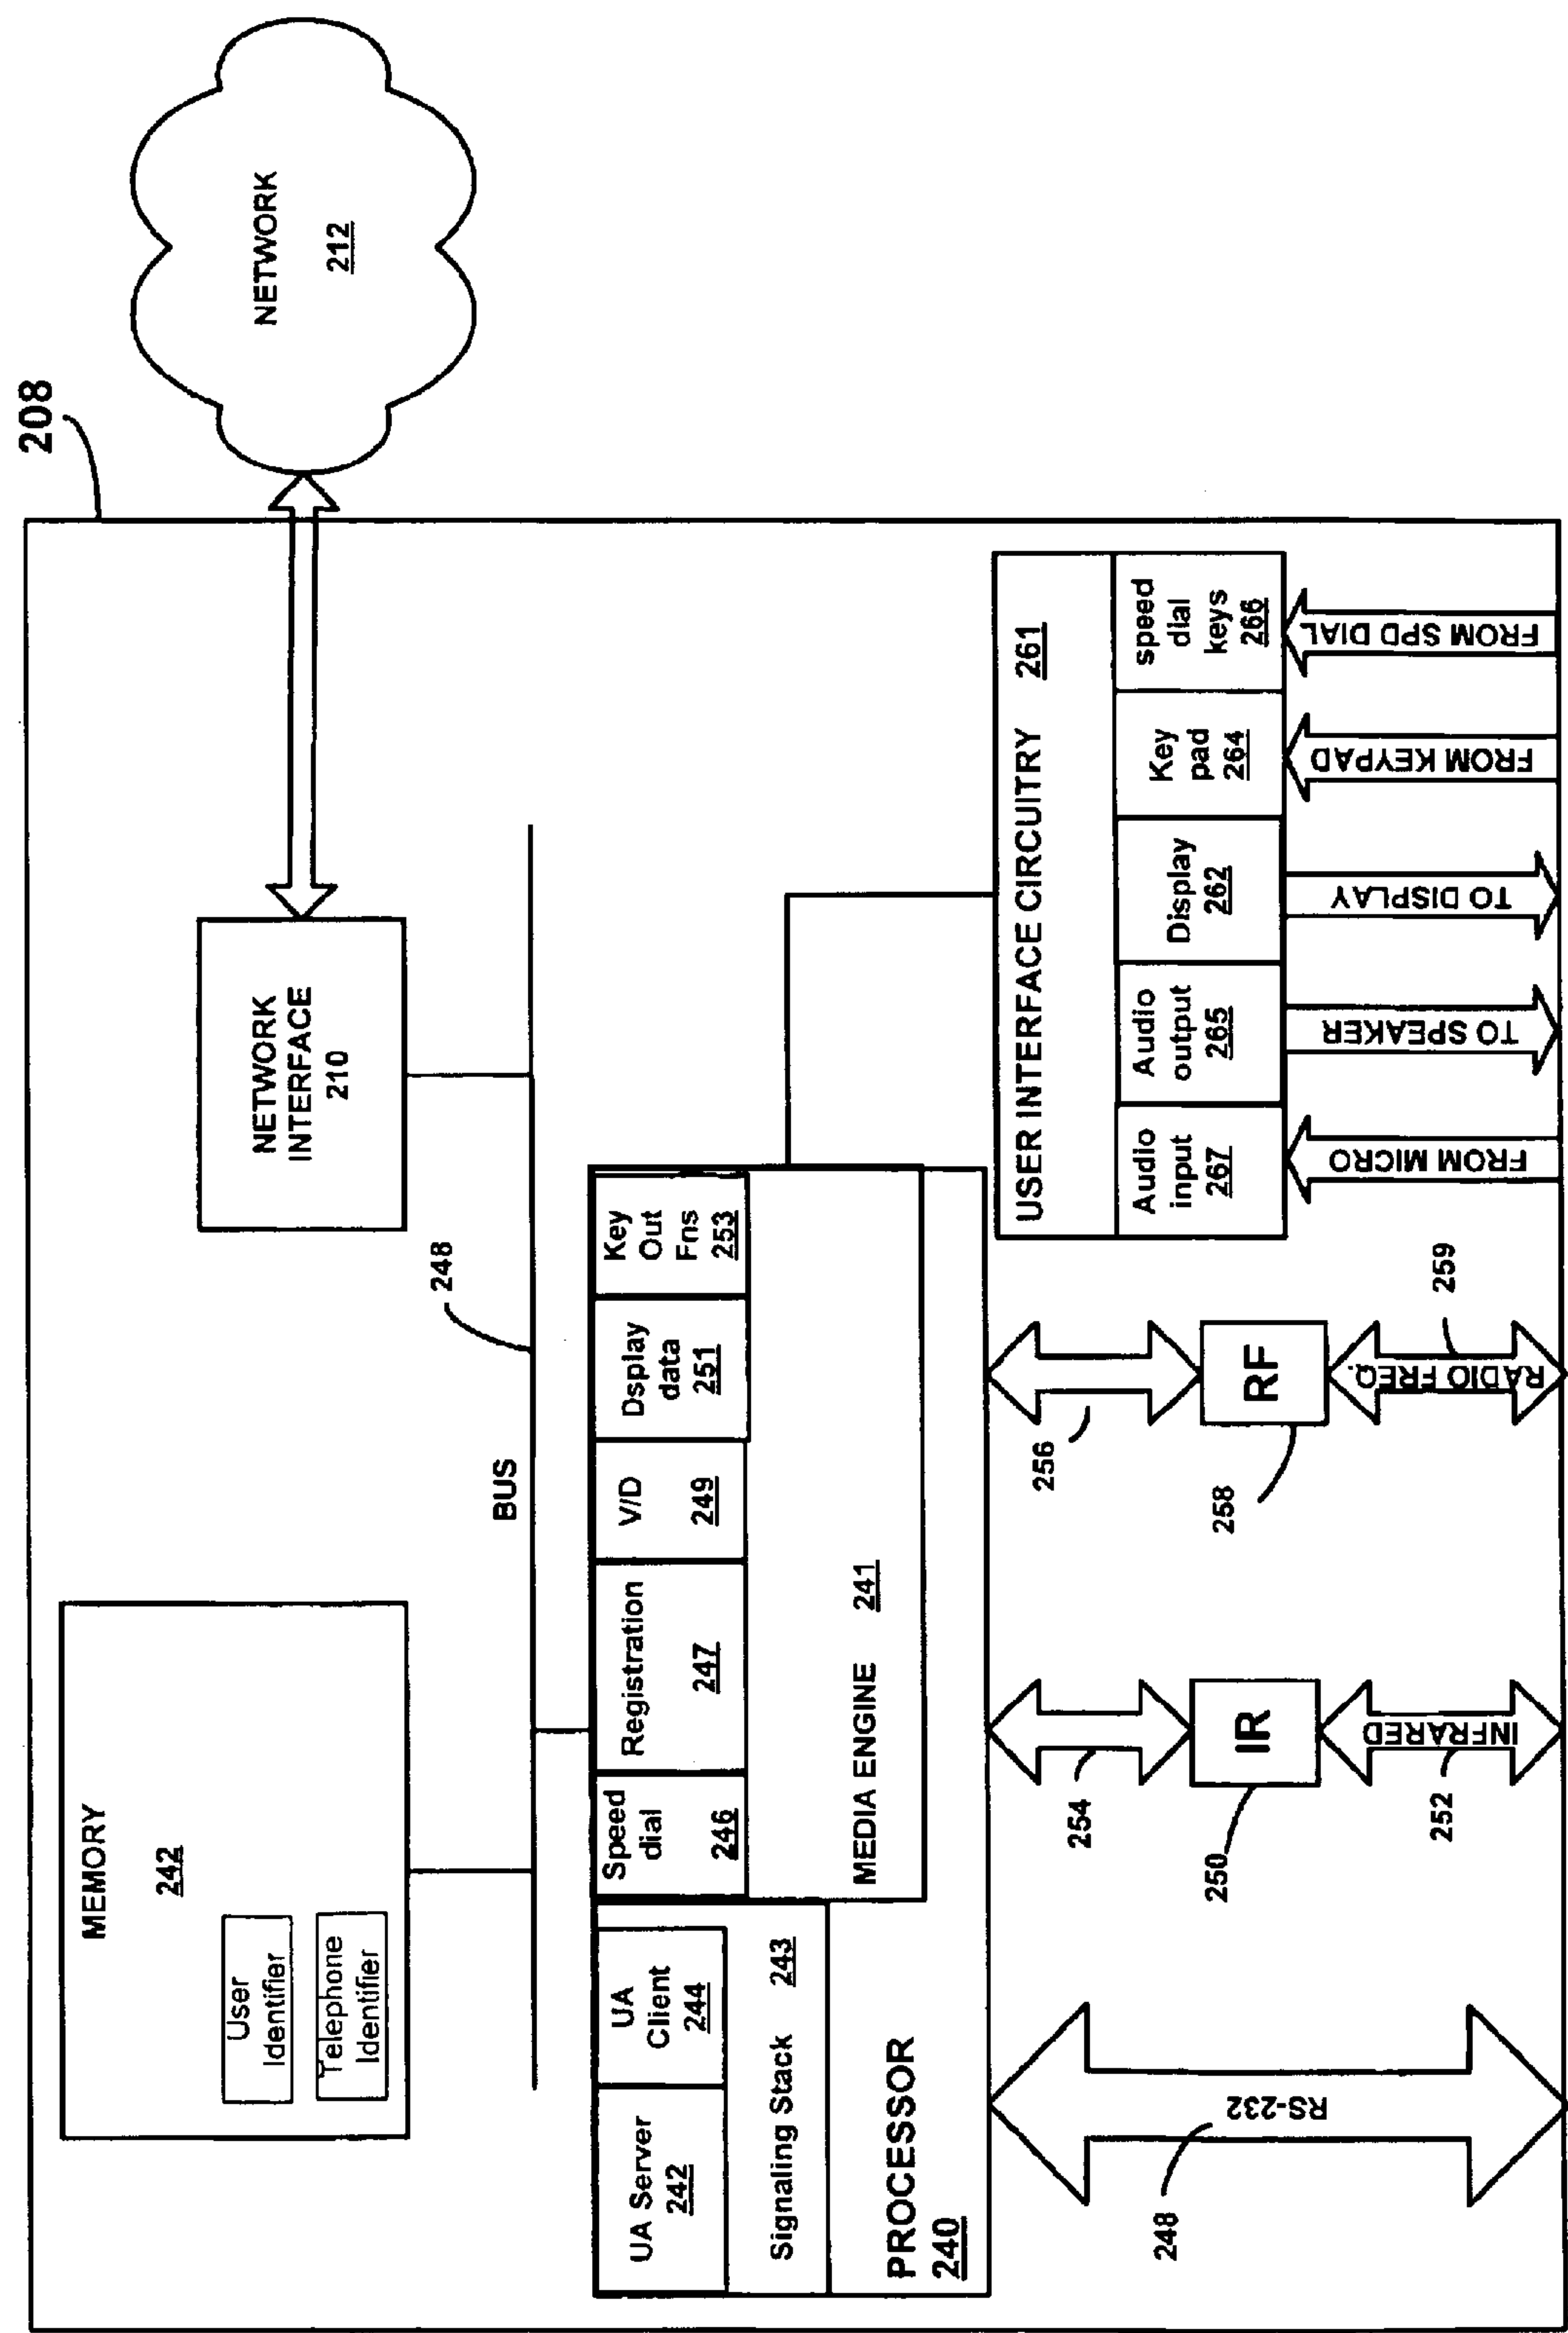 208
NETWORK
212
MEMORY
242
User
Identifier
Telephone
Identifier
NETWORK
INTERFACE
210
BUS
248
UA Server
242
UA
Client
244
Signaling Stack
243
Speed
dial
246
Registration
247
V/D
249
Dsplay
data
251
Key
Out
Fns
253
MEDIA ENGINE
241
PROCESSOR
240
USER INTERFACE CIRCUITRY
261
Audio
input
267
Audio
output
265
Display
262
Key
pad
264
speed
dial
keys
266
248
RS-232
254
IR
250
INFRARED
252
256
RF
258
RADIO FREQ.
259
FROM MICRO
TO SPEAKER
TO DISPLAY
FROM KEYPAD
FROM SPD DIAL